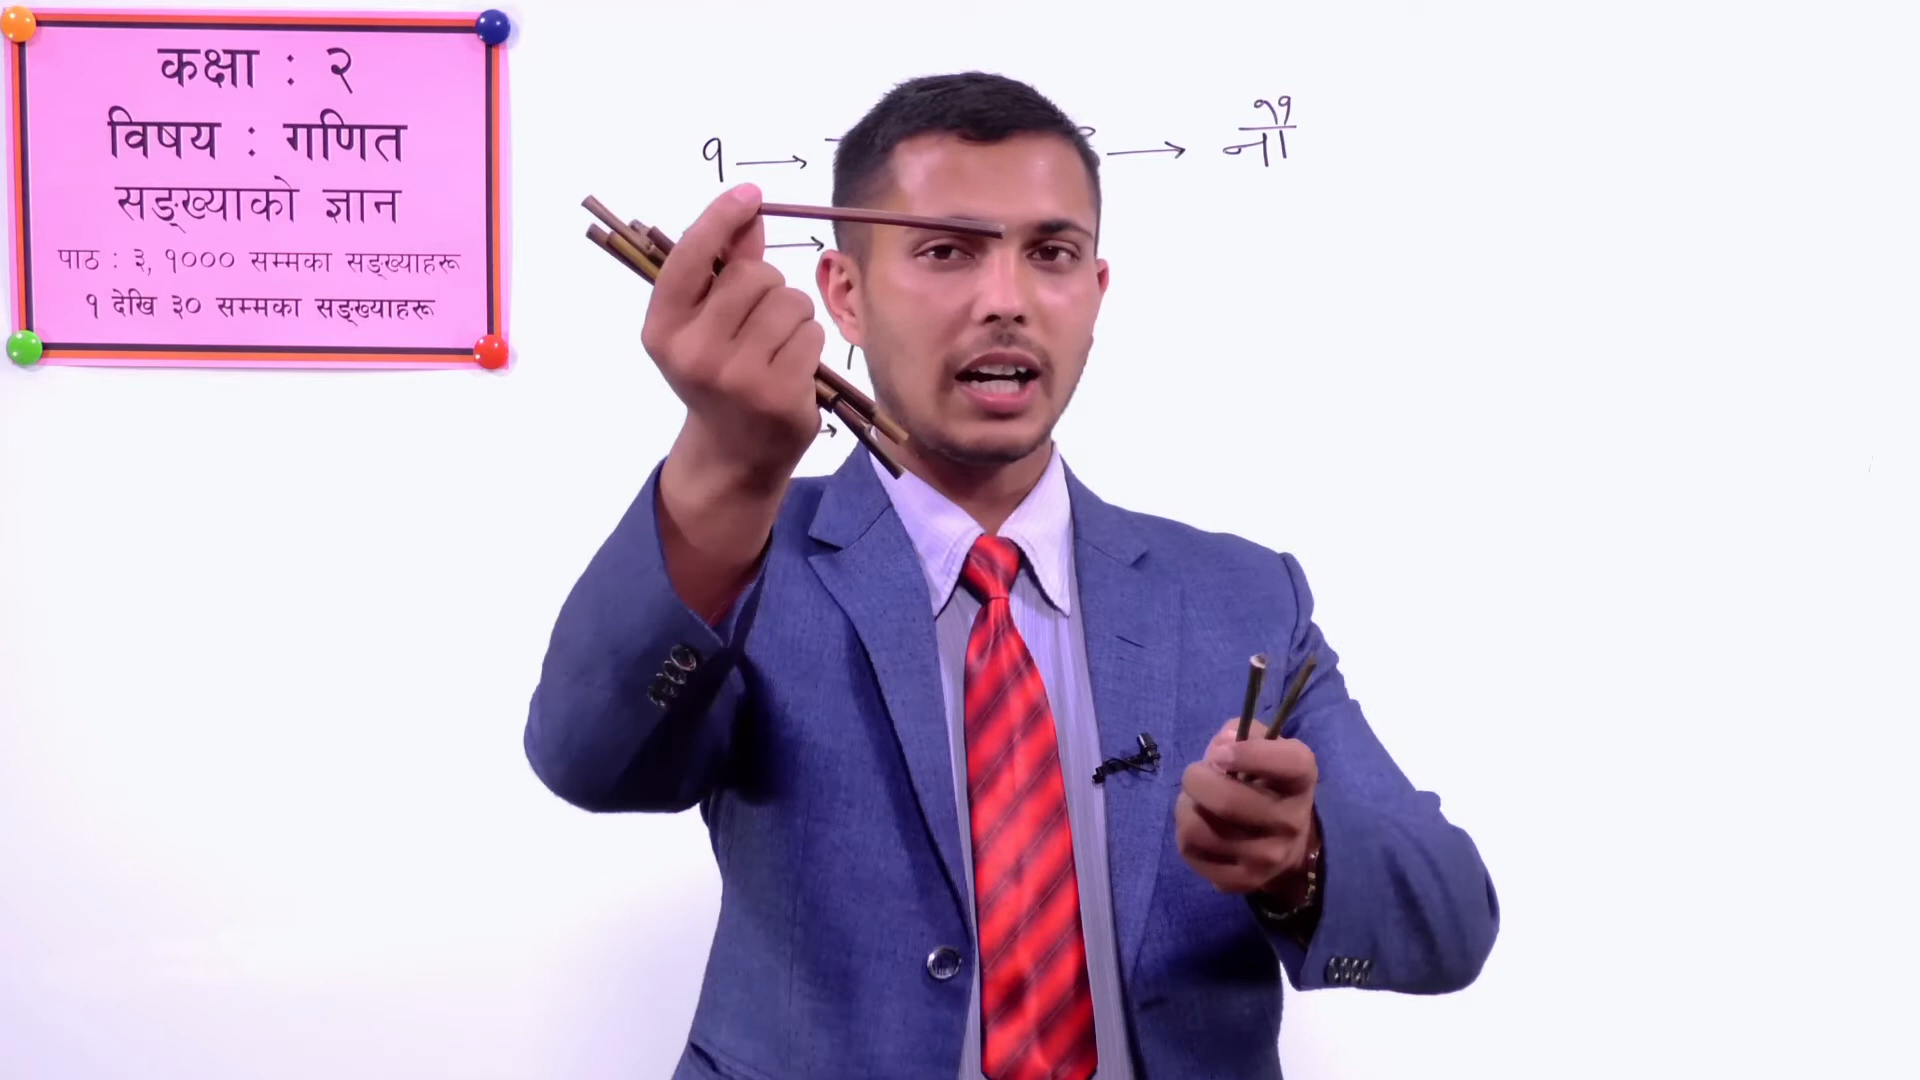 कक्षा : २
विषय : गणित
सङ्ख्याको ज्ञान
पाठ : ३, १००० सम्मका सङ्ख्याहरू
१ देखि ३० सम्मका सङ्ख्याहरू
१ →
→
→